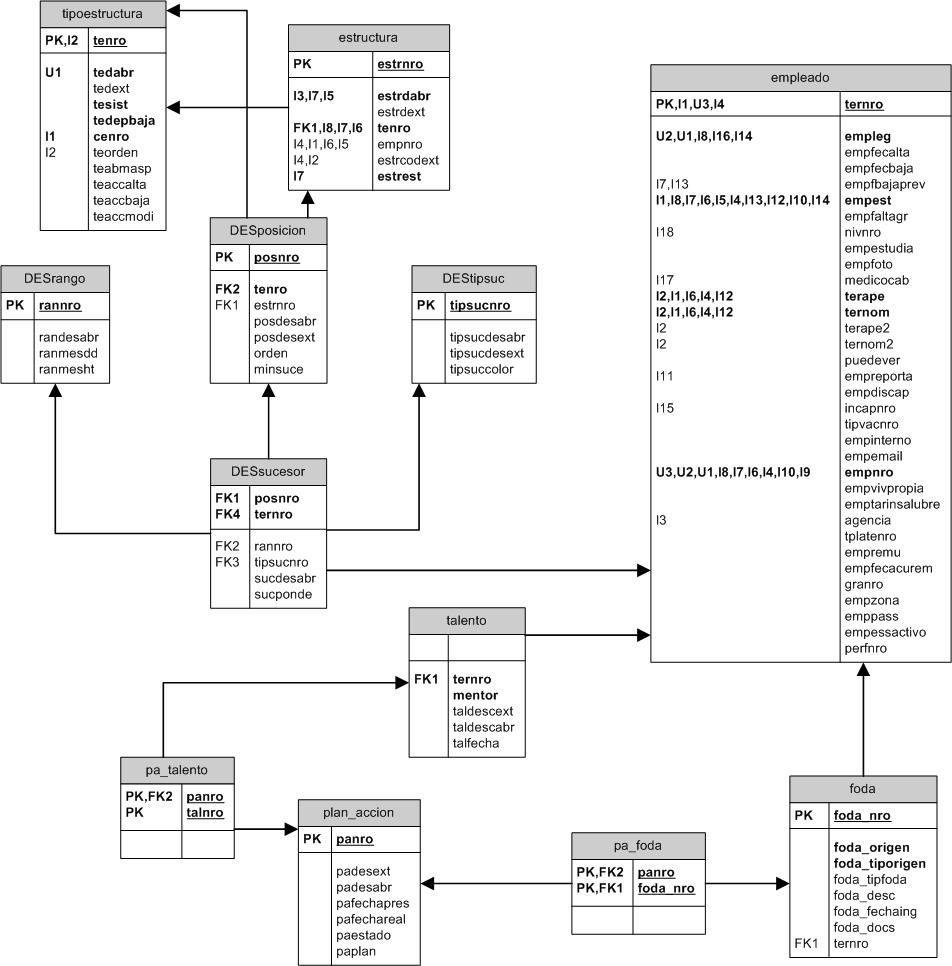 tipoestructura
PK,I2 tenro
U1 tedabr
tedext
tesist
tedepbaja
I1 cenro
I2 teorden
teabmasp
teaccalta
teaccbaja
teaccmodi
estructura
PK estrnro
I3,I7,I5 estrdabr
estrdext
FK1,I8,I7,I6 tenro
I4,I1,I6,I5 empnro
I4,I2 estrcodext
I7 estrest
empleado
PK,I1,U3,I4 ternro
U2,U1,I8,I16,I14 empleg
empfecalta
empfecbaja
I7,I13 empfbajaprev
I1,I8,I7,I6,I5,I4,I13,I12,I10,I14 empest
empfaltagr
I18 nivnro
empestudia
empfoto
I17 medicocab
I2,I1,I6,I4,I12 terape
I2,I1,I6,I4,I12 ternom
I2 terape2
I2 ternom2
puedever
I11 empreporta
empdiscap
I15 incapnro
tipvacnro
empinterno
empemail
U3,U2,U1,I8,I7,I6,I4,I10,I9 empnro
empvivpropia
emptarinsalubre
I3 agencia
tplatenro
empremu
empfecacurem
granro
empzona
emppass
empessactivo
perfnro
DESposicion
PK posnro
FK2 tenro
FK1 estrnro
posdesabr
posdesext
orden
minsuce
DESrango
PK rannro
randesabr
ranmesdd
ranmesht
DEStipsuc
PK tipsucnro
tipsucdesabr
tipsucdesext
tipsuccolor
DESsucesor
FK1 posnro
FK4 ternro
FK2 rannro
FK3 tipsucnro
sucdesabr
sucponde
talento
FK1 ternro
mentor
taldescext
taldescabr
talfecha
pa_talento
PK,FK2 panro
PK talnro
plan_accion
PK panro
padesext
padesabr
pafechapres
pafechareal
paestado
paplan
pa_foda
PK,FK2 panro
PK,FK1 foda_nro
foda
PK foda_nro
foda_origen
foda_tiporigen
foda_tipfoda
foda_desc
foda_fechaing
foda_docs
FK1 ternro